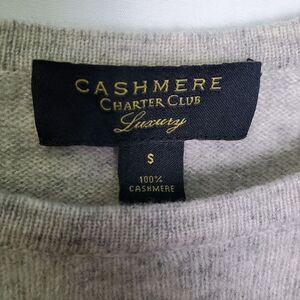 CASHMERE
CHARTER CLUB
Luxury
S
100%
CASHMERE